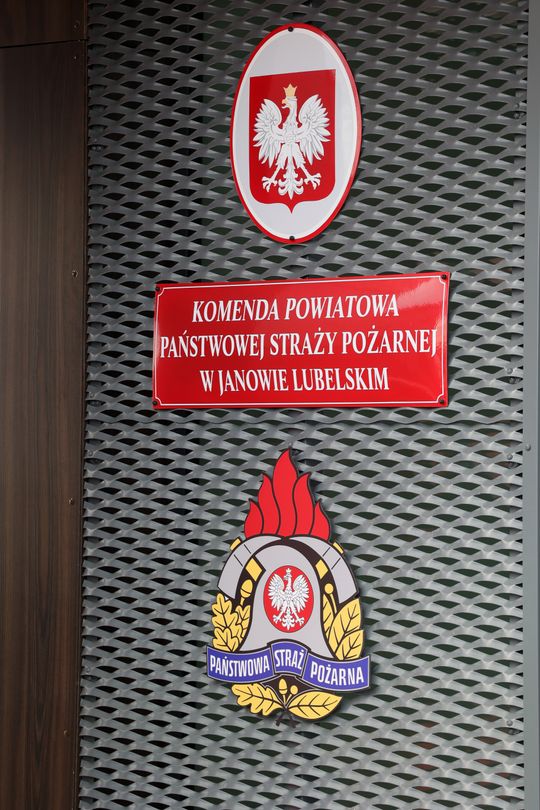 KOMENDA POWIATOWA
PAŃSTWOWEJ STRAŻY POŻARNEJ
W JANOWIE LUBELSKIM
PAŃSTWOWA STRAŻ POŻARNA